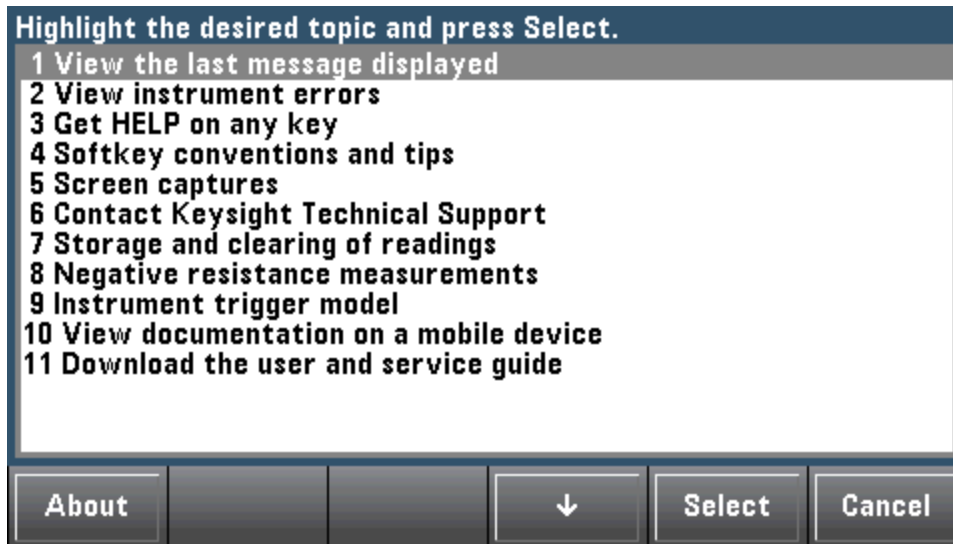 Highlight the desired topic and press Select.
1 View the last message displayed
2 View instrument errors
3 Get HELP on any key
4 Softkey conventions and tips
5 Screen captures
6 Contact Keysight Technical Support
7 Storage and clearing of readings
8 Negative resistance measurements
9 Instrument trigger model
10 View documentation on a mobile device
11 Download the user and service guide
About ↓ Select Cancel